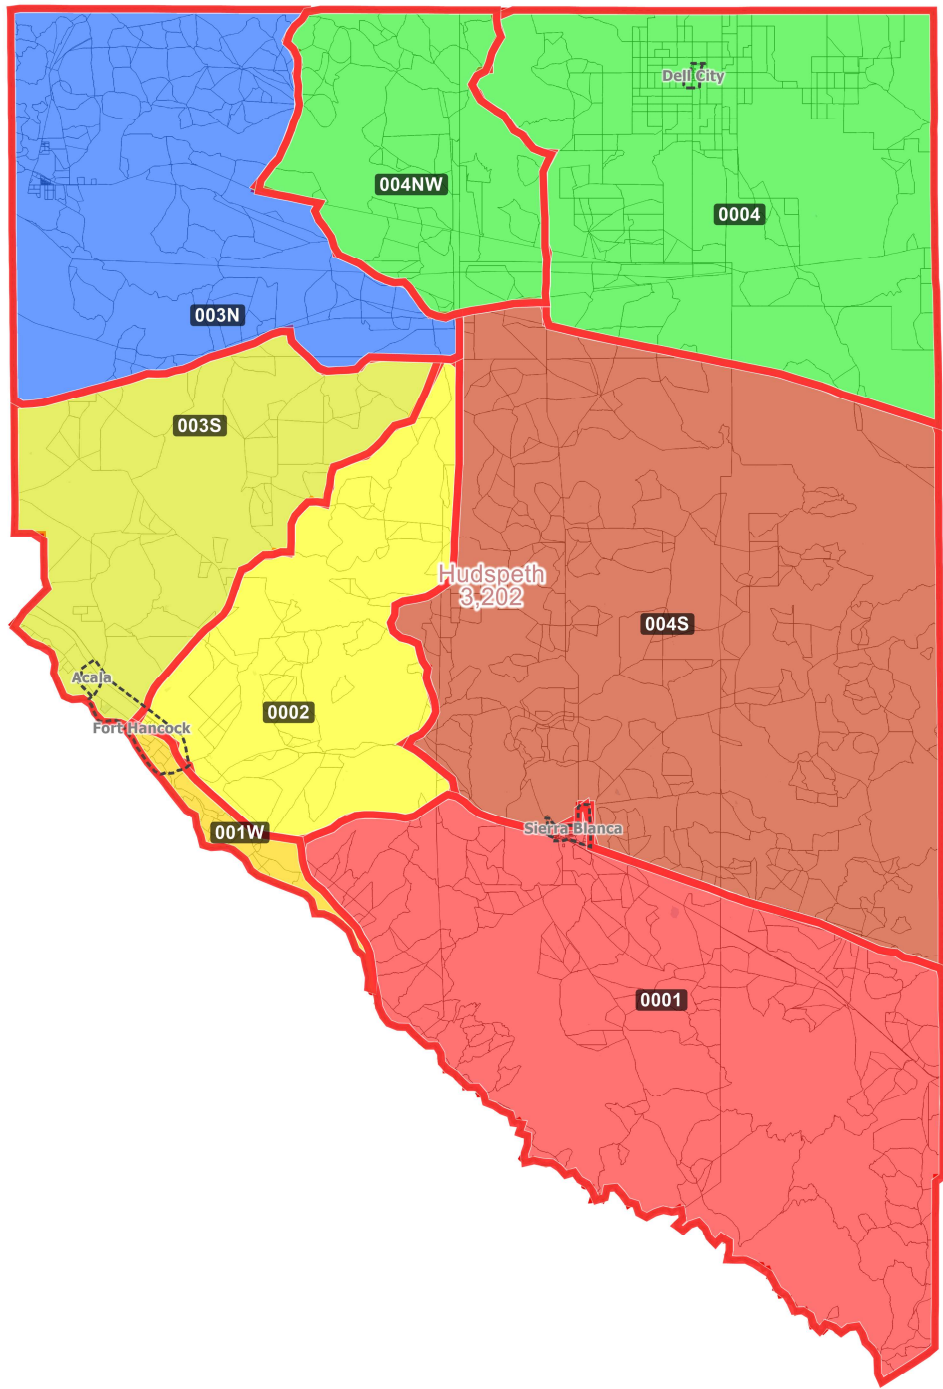 Dell City
004NW
0004
003N
003S
Hudspeth
3,202
004S
Acala
0002
Fort Hancock
001W
Sierra Blanca
0001